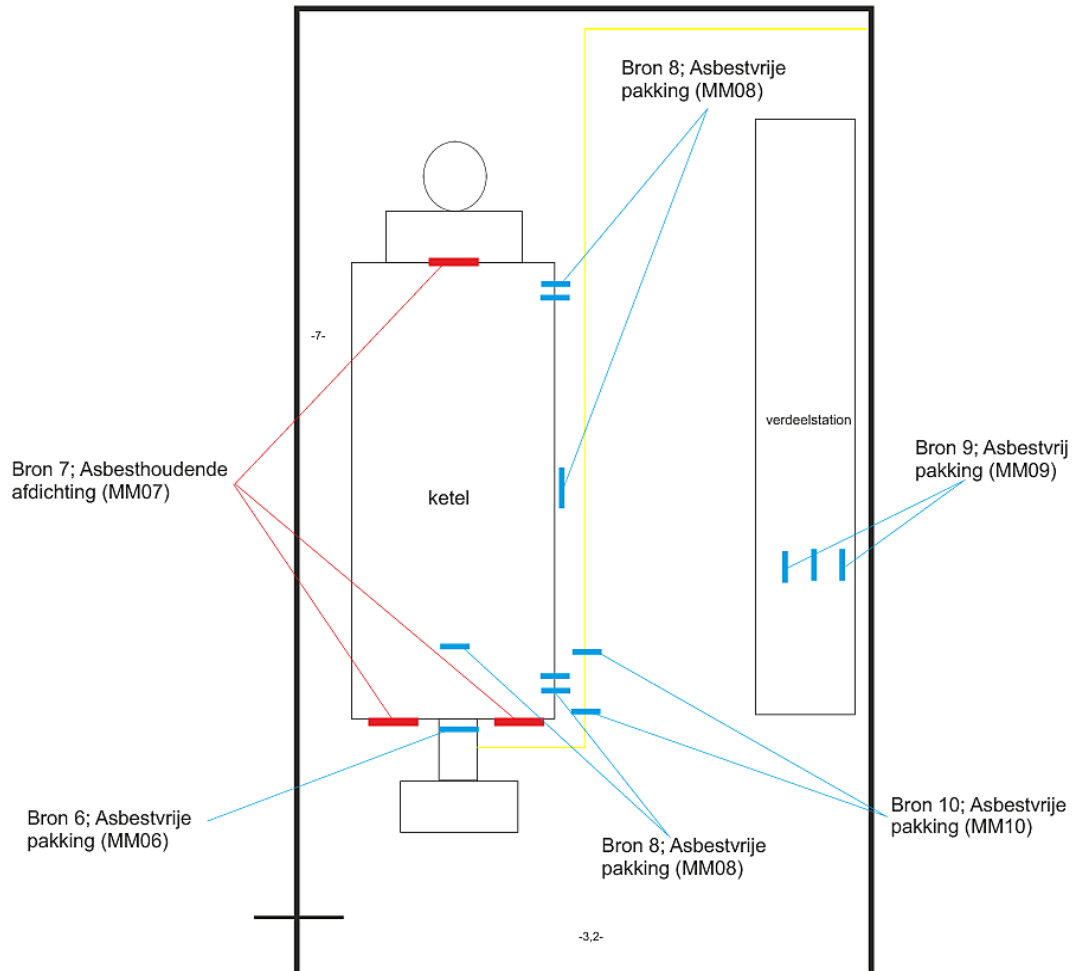 Bron 8; Asbestvrije
pakking (MM08)
-7-
verdeelstation
Bron 9; Asbestvrij
pakking (MM09)
Bron 7; Asbesthoudende
afdichting (MM07)
ketel
Bron 6; Asbestvrije
pakking (MM06)
Bron 8; Asbestvrije
pakking (MM08)
Bron 10; Asbestvrije
pakking (MM10)
-3,2-